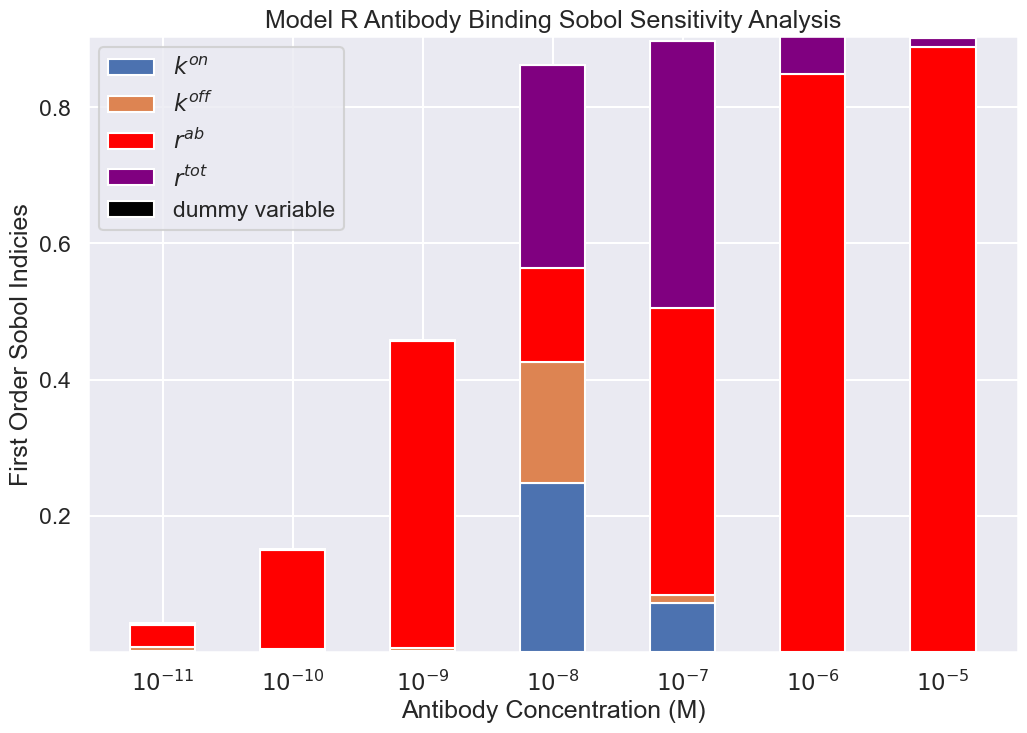 Model R Antibody Binding Sobol Sensitivity Analysis
k^on
k^off
r^ab
r^tot
dummy variable
0.8
0.6
0.4
0.2
First Order Sobol Indicies
10^−11
10^−10
10^−9
10^−8
10^−7
10^−6
10^−5
Antibody Concentration (M)